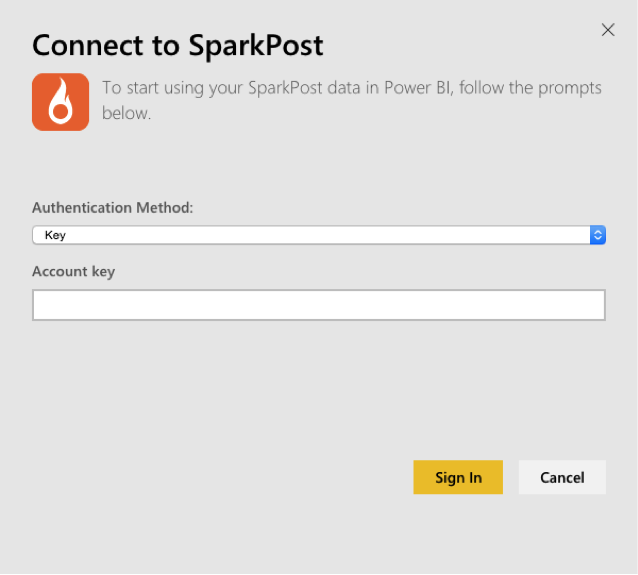 Connect to SparkPost
To start using your SparkPost data in Power BI, follow the prompts
below.
Authentication Method:
Key
Account key
Sign In
Cancel